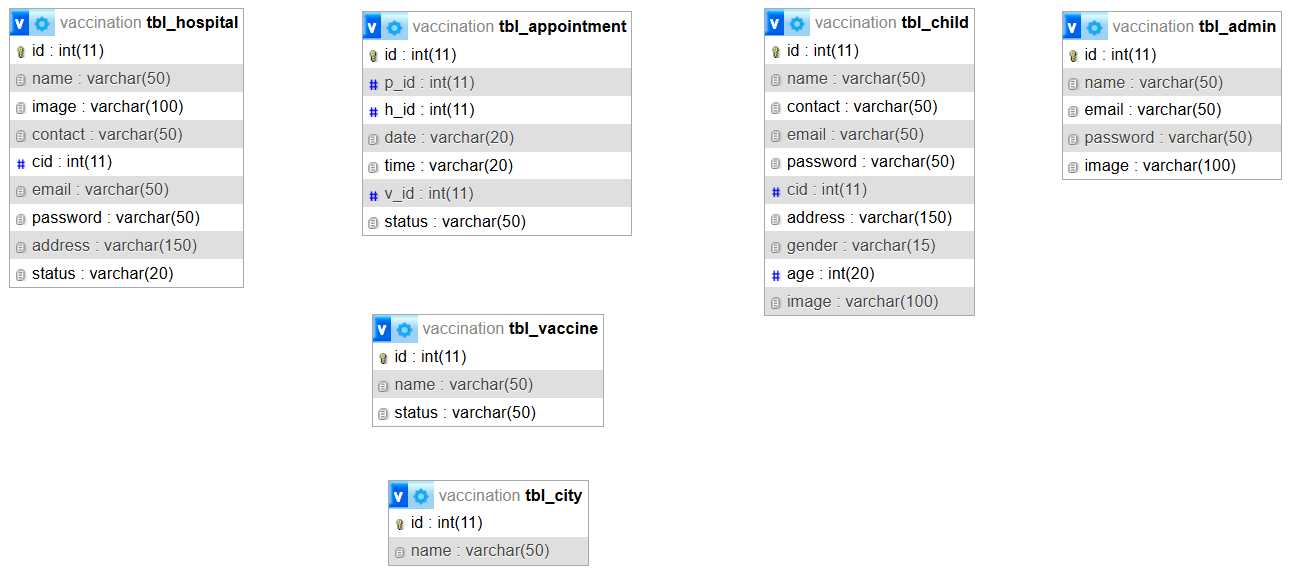 v vaccination tbl_hospital
id : int(11)
name : varchar(50)
image : varchar(100)
contact : varchar(50)
# cid : int(11)
email : varchar(50)
password : varchar(50)
address : varchar(150)
status : varchar(20)
v vaccination tbl_appointment
id : int(11)
# p_id : int(11)
# h_id : int(11)
date : varchar(20)
time : varchar(20)
# v_id : int(11)
status : varchar(50)
v vaccination tbl_vaccine
id : int(11)
name : varchar(50)
status : varchar(50)
v vaccination tbl_city
id : int(11)
name : varchar(50)
v vaccination tbl_child
id : int(11)
name : varchar(50)
contact : varchar(50)
email : varchar(50)
password : varchar(50)
# cid : int(11)
address : varchar(150)
gender : varchar(15)
# age : int(20)
image : varchar(100)
v vaccination tbl_admin
id : int(11)
name : varchar(50)
email : varchar(50)
password : varchar(50)
image : varchar(100)